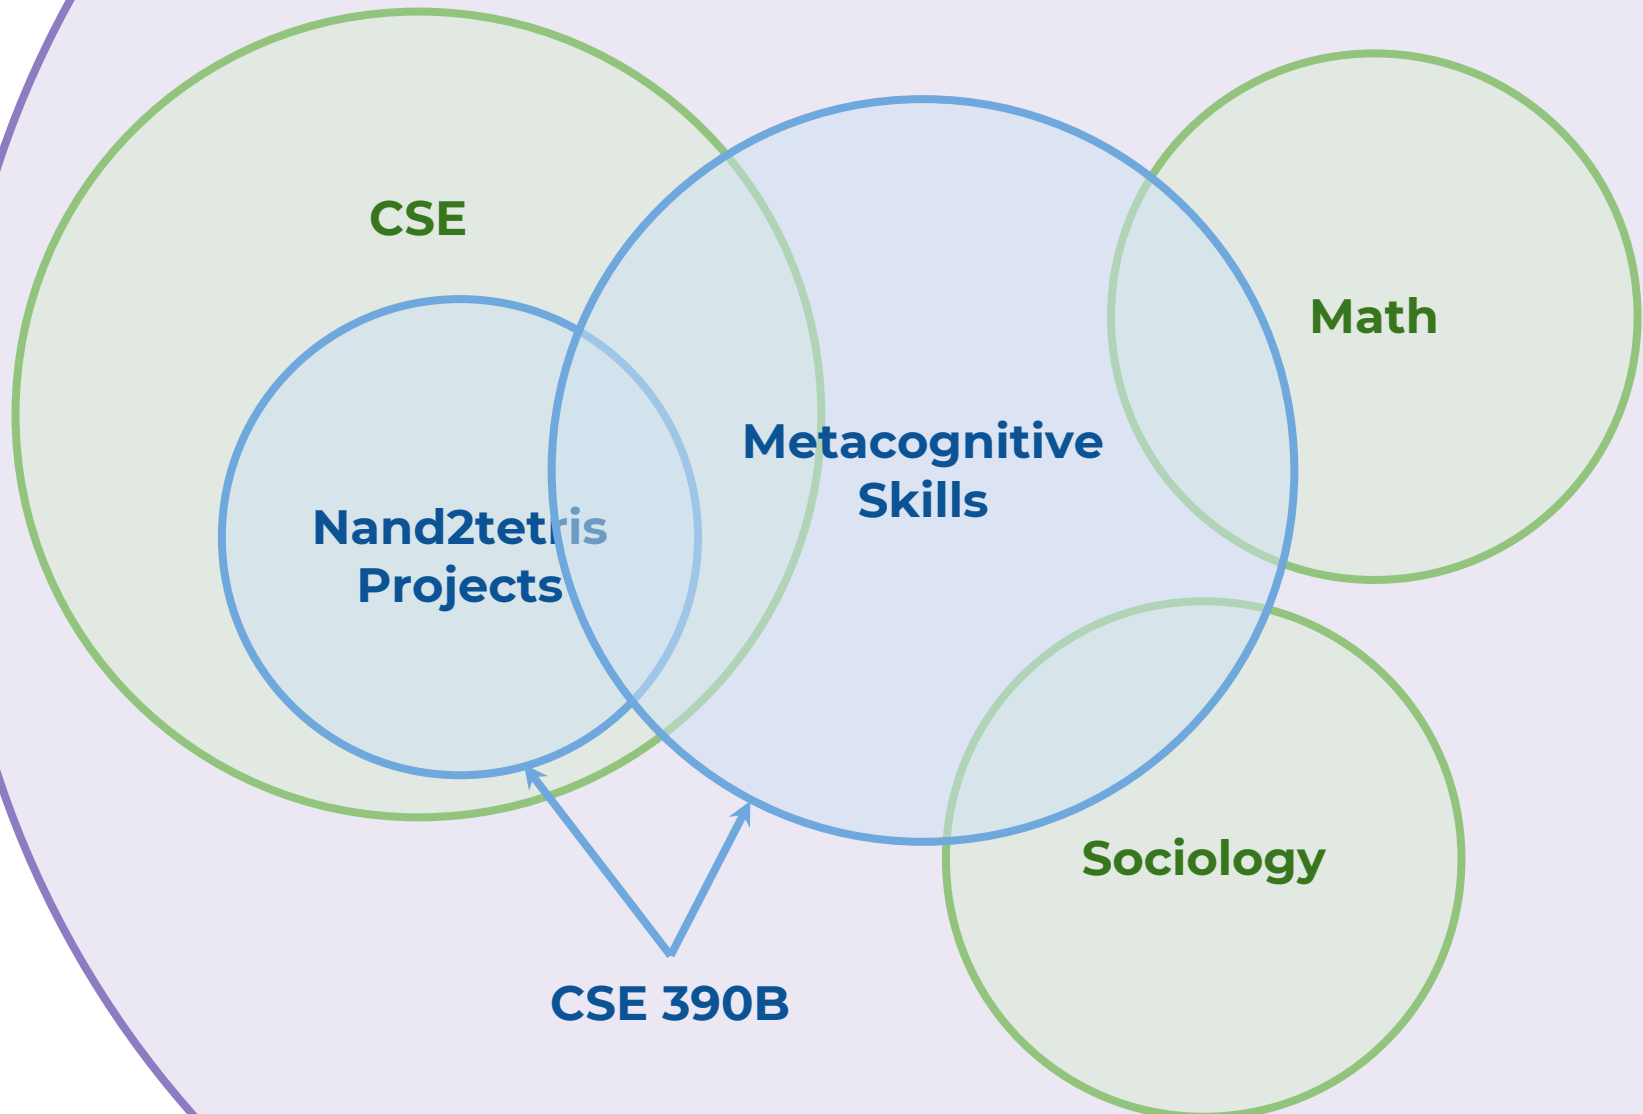 CSE
Math
Metacognitive
Skills
Nand2tetris
Projects
Sociology
CSE 390B